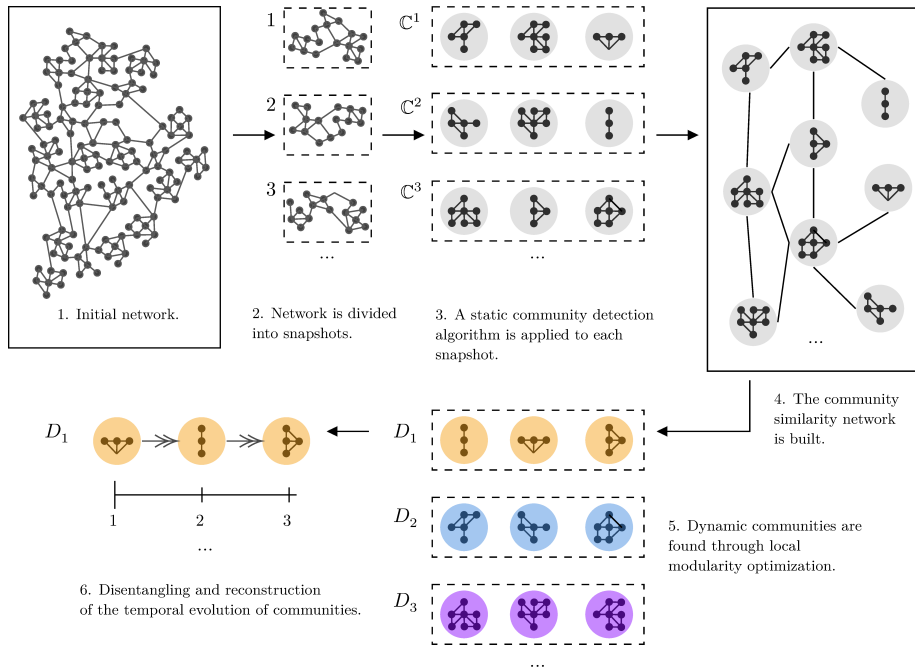 1
ℂ¹
2
ℂ²
3
ℂ³
...
...
...
1. Initial network.
2. Network is divided
into snapshots.
3. A static community detection
algorithm is applied to each
snapshot.
4. The community
similarity network
is built.
D₁
D₁
1
2
3
...
D₂
5. Dynamic communities are
found through local
modularity optimization.
6. Disentangling and reconstruction
of the temporal evolution of communities.
D₃
...